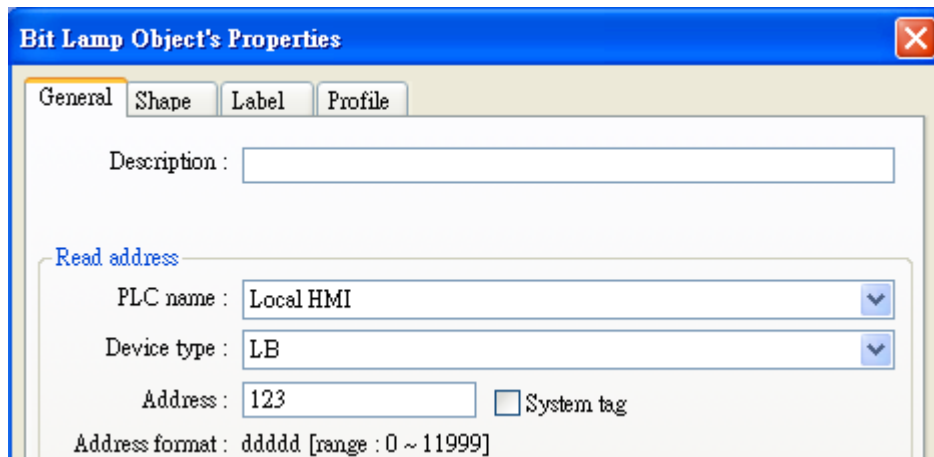 Bit Lamp Object's Properties
General Shape Label Profile
Description :
Read address
PLC name : Local HMI
Device type : LB
Address : 123 System tag
Address format : ddddd [range : 0 ~ 11999]